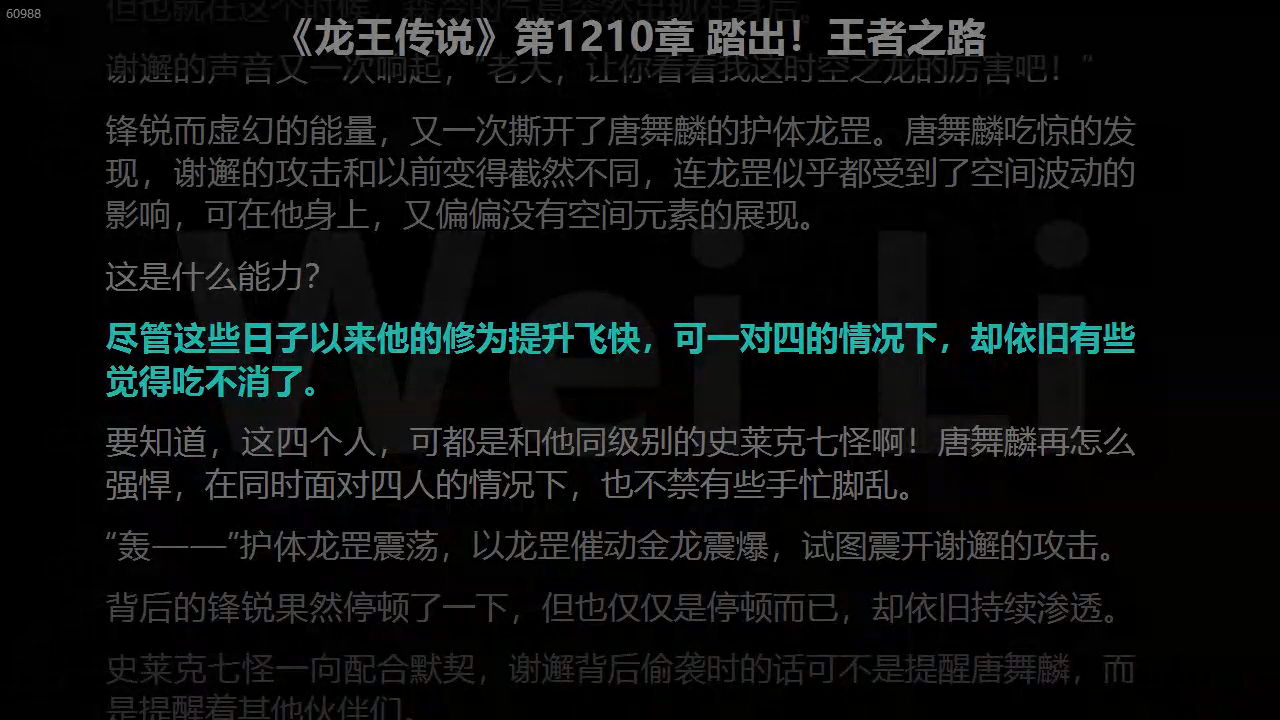 60988
但也就在这个时候，
《龙王传说》第1210章 踏出！王者之路
谢邂的声音又一次响起，“老大，让你看看我这时空之龙的厉害吧！”
锋锐而虚幻的能量，又一次撕开了唐舞麟的护体龙罡。唐舞麟吃惊的发
现，谢邂的攻击和以前变得截然不同，连龙罡似乎都受到了空间波动的
影响，可在他身上，又偏偏没有空间元素的展现。
这是什么能力？
尽管这些日子以来他的修为提升飞快，可一对四的情况下，却依旧有些
觉得吃不消了。
要知道，这四个人，可都是和他同级别的史莱克七怪啊！唐舞麟再怎么
强悍，在同时面对四人的情况下，也不禁有些手忙脚乱。
“轰——”护体龙罡震荡，以龙罡催动金龙震爆，试图震开谢邂的攻击。
背后的锋锐果然停顿了一下，但也仅仅是停顿而已，却依旧持续渗透。
史莱克七怪一向配合默契，谢邂背后偷袭时的话可不是提醒唐舞麟，而
是提醒着其他伙伴们。
Wei Li